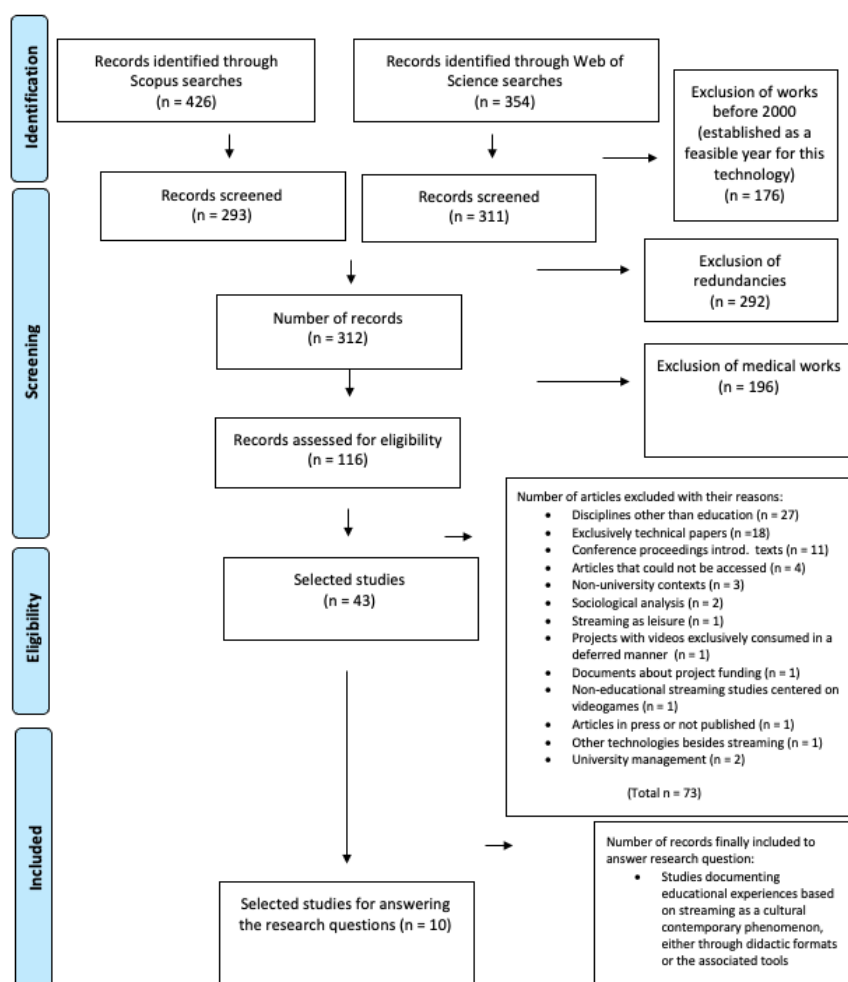 Identification
Records identified through
Scopus searches
(n = 426)
Records identified through Web of
Science searches
(n = 354)
Exclusion of works
before 2000
(established as a
feasible year for this
technology)
(n = 176)
Screening
Records screened
(n = 293)
Records screened
(n = 311)
Exclusion of
redundancies
(n = 292)
Number of records
(n = 312)
Exclusion of medical works
(n = 196)
Records assessed for eligibility
(n = 116)
Number of articles excluded with their reasons:
• Disciplines other than education (n = 27)
• Exclusively technical papers (n =18)
• Conference proceedings introd. texts (n = 11)
• Articles that could not be accessed (n = 4)
• Non-university contexts (n = 3)
• Sociological analysis (n = 2)
• Streaming as leisure (n = 1)
• Projects with videos exclusively consumed in a
deferred manner (n = 1)
• Documents about project funding (n = 1)
• Non-educational streaming studies centered on
videogames (n = 1)
• Articles in press or not published (n = 1)
• Other technologies besides streaming (n = 1)
• University management (n = 2)
(Total n = 73)
Eligibility
Selected studies
(n = 43)
Included
Number of records finally included to
answer research question:
• Studies documenting
educational experiences based
on streaming as a cultural
contemporary phenomenon,
either through didactic formats
or the associated tools
Selected studies for answering
the research questions (n = 10)